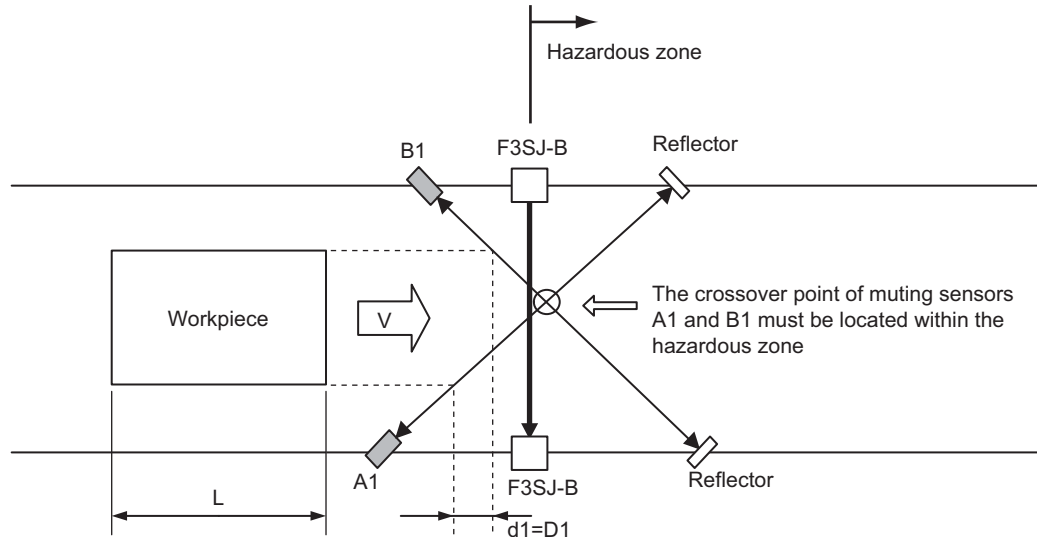 Hazardous zone
B1
F3SJ-B
Reflector
Workpiece
V
The crossover point of muting sensors
A1 and B1 must be located within the
hazardous zone
A1
F3SJ-B
Reflector
L
d1=D1